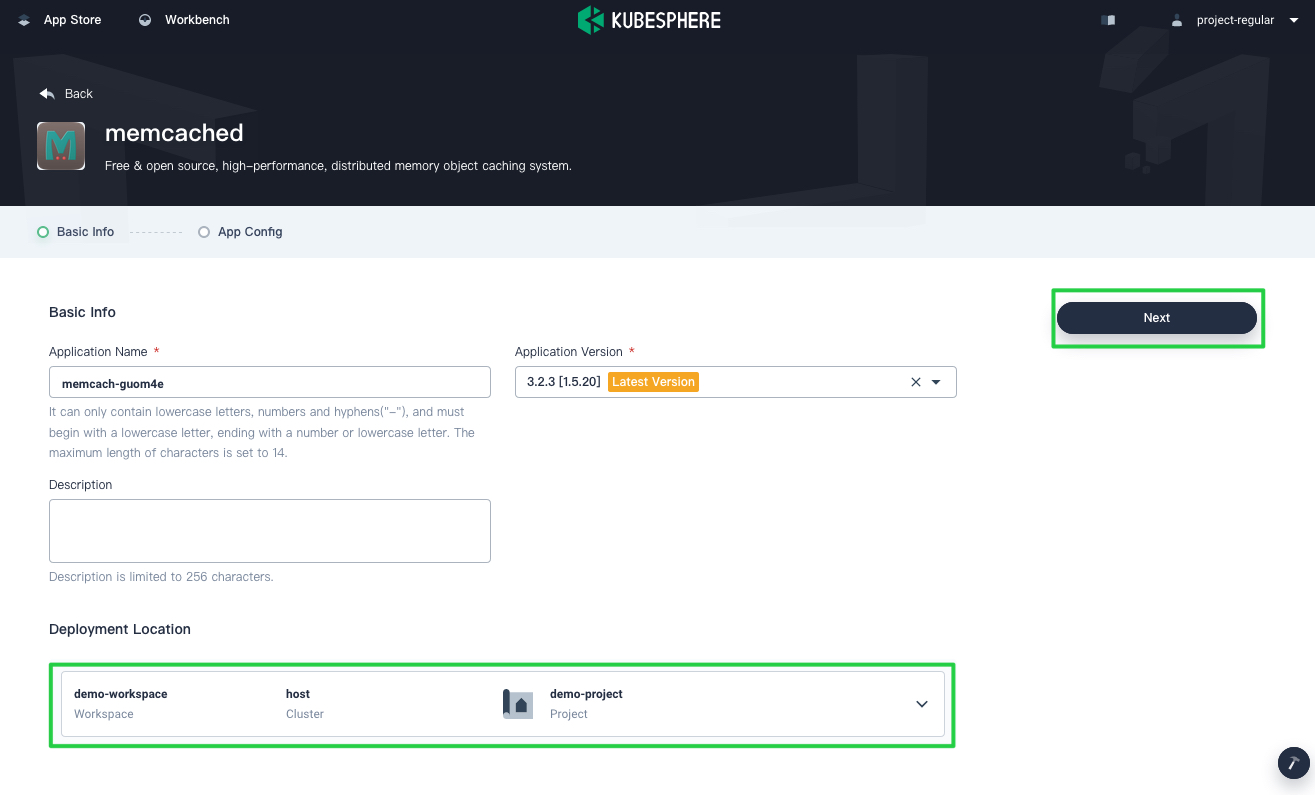 App Store
Workbench
KUBESPHERE
project-regular
Back
M
memcached
Free & open source, high-performance, distributed memory object caching system.
Basic Info
App Config
Basic Info
Next
Application Name *
Application Version *
memcach-guom4e
3.2.3 [1.5.20] Latest Version
It can only contain lowercase letters, numbers and hyphens("-"), and must
begin with a lowercase letter, ending with a number or lowercase letter. The
maximum length of characters is set to 14.
Description
Description is limited to 256 characters.
Deployment Location
demo-workspace
Workspace
host
Cluster
demo-project
Project